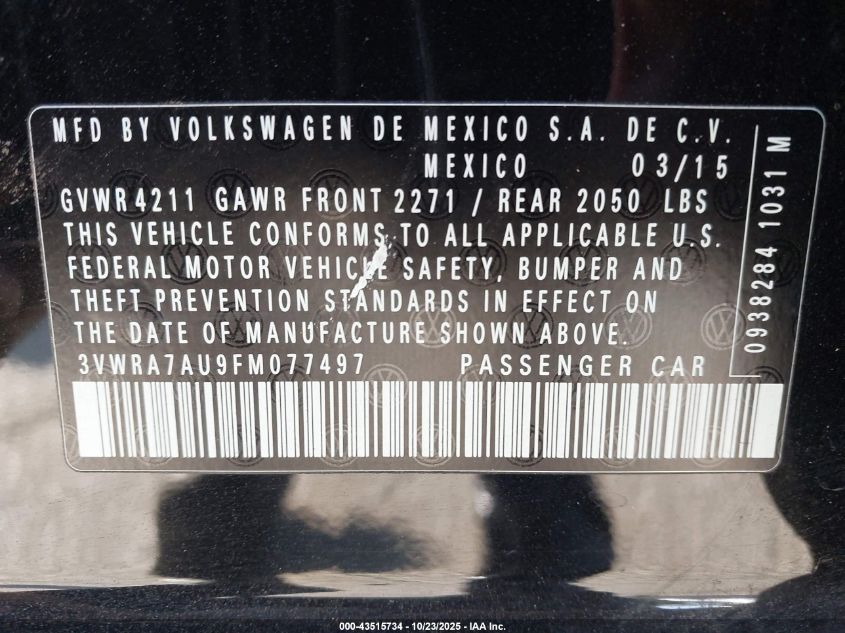 MFD BY VOLKSWAGEN DE MEXICO S.A. DE C.V.
MEXICO 03/15
GVWR4211 GAWR FRONT 2271 / REAR 2050 LBS
THIS VEHICLE CONFORMS TO ALL APPLICABLE U.S.
FEDERAL MOTOR VEHICLE SAFETY, BUMPER AND
THEFT PREVENTION STANDARDS IN EFFECT ON
THE DATE OF MANUFACTURE SHOWN ABOVE.
3VWRA7AU9FM077497 PASSENGER CAR
0938284 1031 M
000-43515734 - 10/23/2025 - IAA Inc.